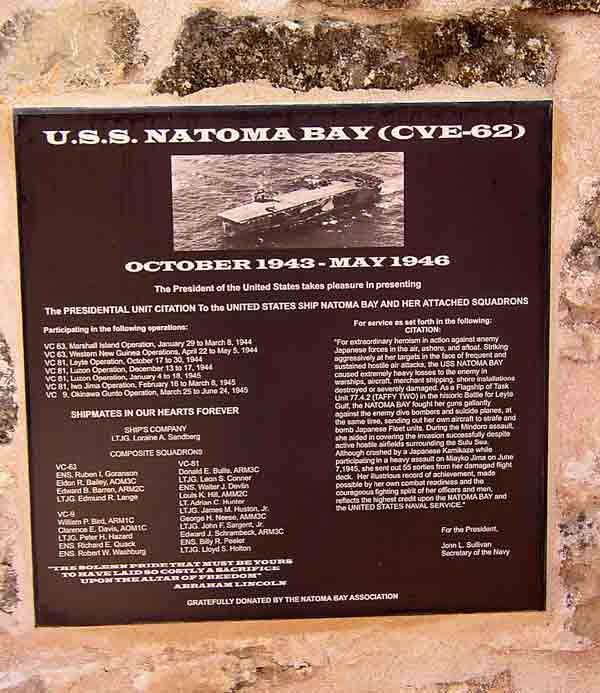 U.S.S. NATOMA BAY (CVE-62)
OCTOBER 1943 - MAY 1946
The President of the United States takes pleasure in presenting
The PRESIDENTIAL UNIT CITATION To the UNITED STATES SHIP NATOMA BAY AND HER ATTACHED SQUADRONS
Participating in the following operations:
VC 63, Marshall Island Operation, January 29 to March 8, 1944
VC 63, Western New Guinea Operations, April 22 to May 5, 1944
VC 81, Leyte Operation, October 17 to 30, 1944
VC 81, Luzon Operation, December 13 to 17, 1944
VC 81, Luzon Operation, January 4 to 18, 1945
VC 81, Iwo Jima Operation, February 16 to March 8, 1945
VC 9, Okinawa Gunto Operation, March 25 to June 24, 1945
SHIPMATES IN OUR HEARTS FOREVER
SHIP'S COMPANY
LTJG. Loraine A. Sandberg
COMPOSITE SQUADRONS
VC-63
ENS. Ruben I. Goranson
Eldon R. Bailey, AOM3C
Edward B. Barron, ARM2C
LTJG. Edmund R. Lange
VC-9
William P. Bird, ARM1C
Clarence E. Davis, AOM1C
LTJG. Peter H. Hazard
ENS. Richard E. Quack
ENS. Robert W. Washburg
VC-81
Donald E. Bullis, ARM3C
LTJG. Leon S. Conner
ENS. Walter J. Devlin
Louis K. Hill, AMM2C
LT. Adrian C. Hunter
LTJG. James M. Huston, Jr.
George H. Neese, AMM3C
LTJG. John F. Sargent, Jr.
Edward J. Schrambeck, ARM3C
ENS. Billy R. Peeler
LTJG. Lloyd S. Holton
"THE SOLEMN PRIDE THAT MUST BE YOURS
TO HAVE LAID SO COSTLY A SACRIFICE
UPON THE ALTAR OF FREEDOM"
ABRAHAM LINCOLN
For service as set forth in the following:
CITATION:
"For extraordinary heroism in action against enemy
Japanese forces in the air, ashore, and afloat. Striking
aggressively at her targets in the face of frequent and
sustained hostile air attacks, the USS NATOMA BAY
caused extremely heavy losses to the enemy in
warships, aircraft, merchant shipping, shore installations
destroyed or severely damaged. As a Flagship of Task
Unit 77.4.2 (TAFFY TWO) in the historic Battle for Leyte
Gulf, the NATOMA BAY fought her guns gallantly
against the enemy dive bombers and suicide planes, at
the same time, sending out her own aircraft to strafe and
bomb Japanese Fleet units. During the Mindoro assault,
she aided in covering the invasion successfully despite
active hostile airfields surrounding the Sulu Sea.
Although crashed by a Japanese Kamikaze while
participating in a heavy assault on Miayko Jima on June
7,1945, she sent out 55 sorties from her damaged flight
deck. Her illustrious record of achievement, made
possible by her own combat readiness and the
courageous fighting spirit of her officers and men,
reflects the highest credit upon the NATOMA BAY and
the UNITED STATES NAVAL SERVICE."
For the President,
John L. Sullivan
Secretary of the Navy
GRATEFULLY DONATED BY THE NATOMA BAY ASSOCIATION